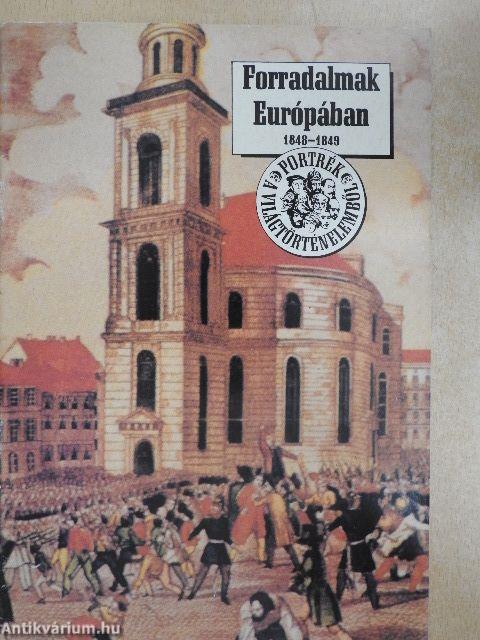 Forradalmak
Európában
1848–1849
PORTRÉK
A VILÁGTÖRTÉNELEMBŐL
Antikvárium.hu